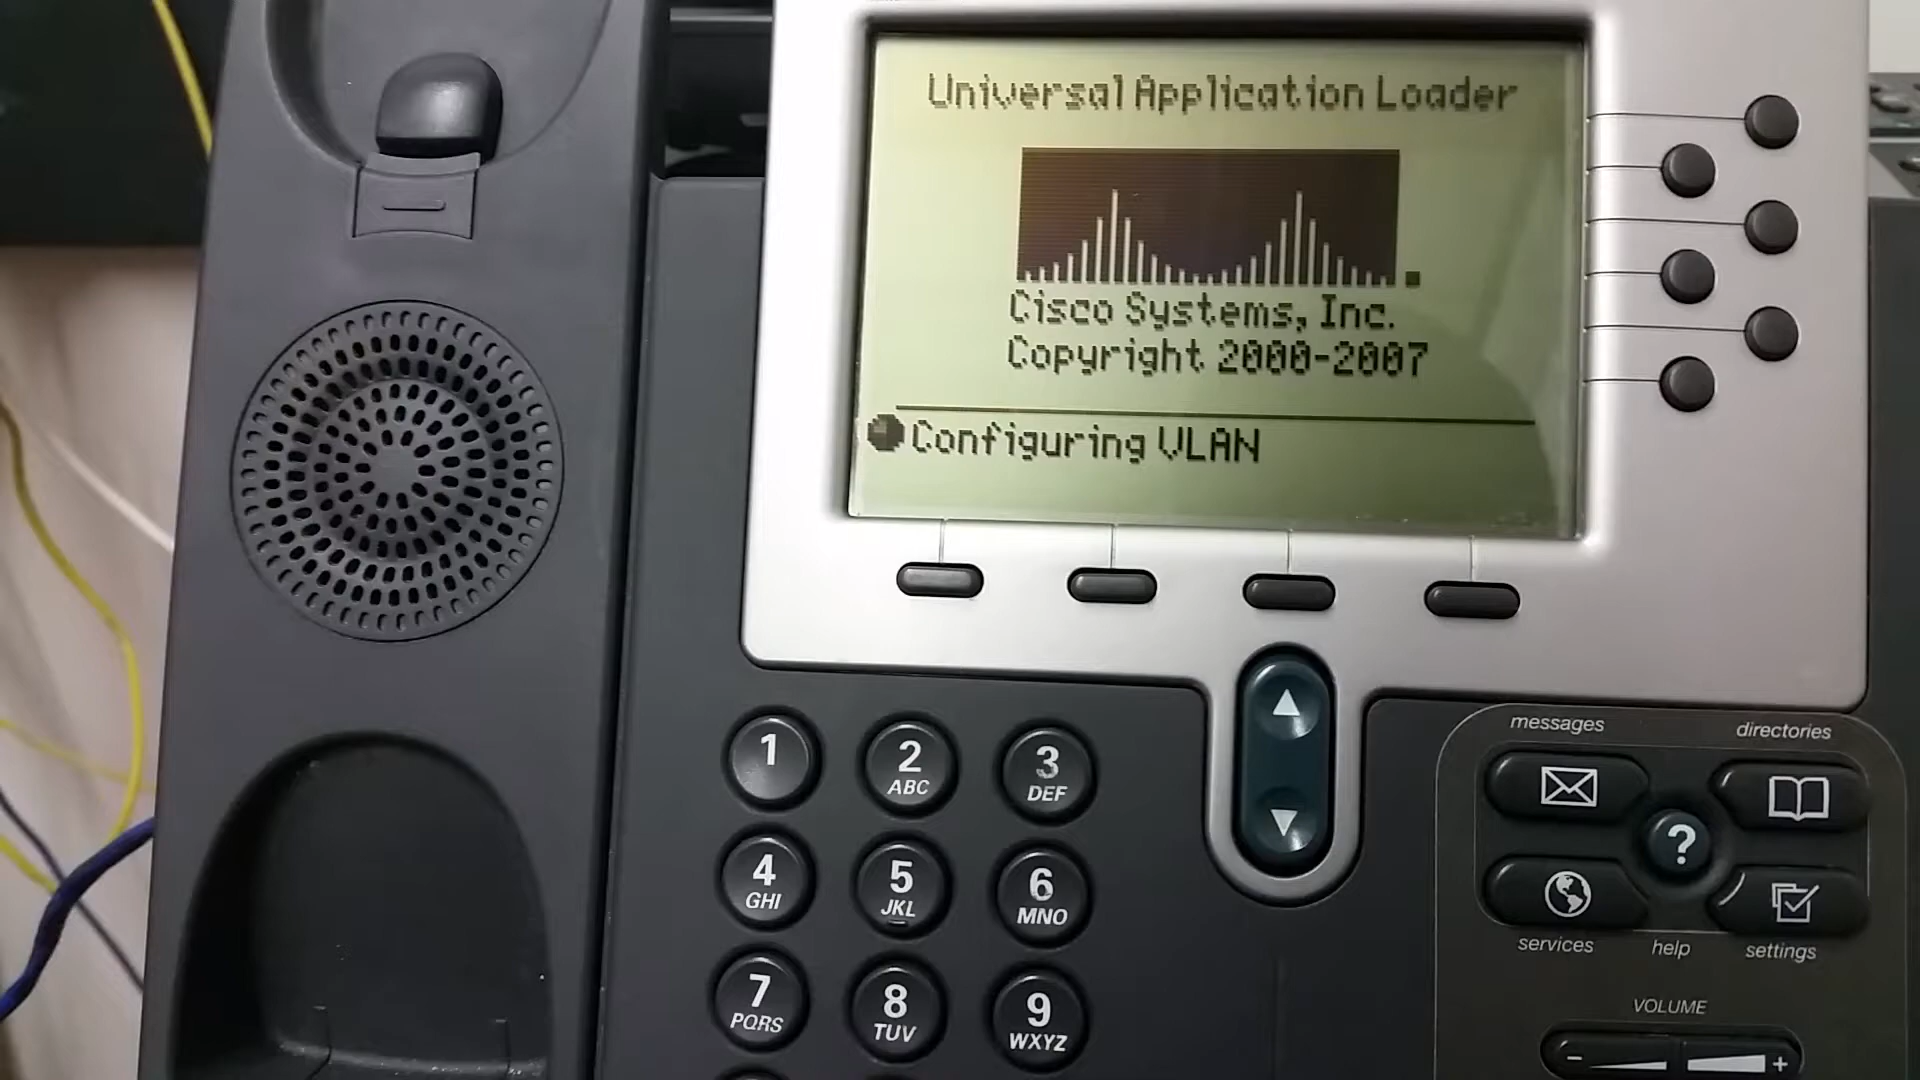 Universal Application Loader
Cisco Systems, Inc.
Copyright 2000-2007
Configuring VLAN
messages
directories
1
2
ABC
3
DEF
?
4
GHI
5
JKL
6
MNO
services
help
settings
7
PQRS
8
TUV
9
WXYZ
VOLUME
- +